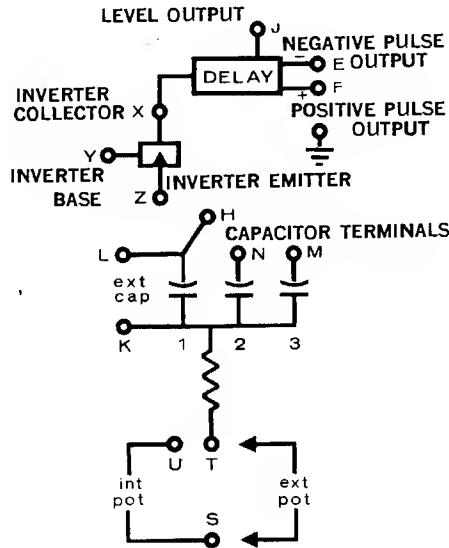 LEVEL OUTPUT
J
NEGATIVE PULSE
OUTPUT
− E
DELAY
+ F
INVERTER
COLLECTOR X
POSITIVE PULSE
OUTPUT
Y
INVERTER
BASE
Z
INVERTER EMITTER
H
CAPACITOR TERMINALS
L
N
M
ext
cap
K
1
2
3
U
T
int
pot
ext
pot
S